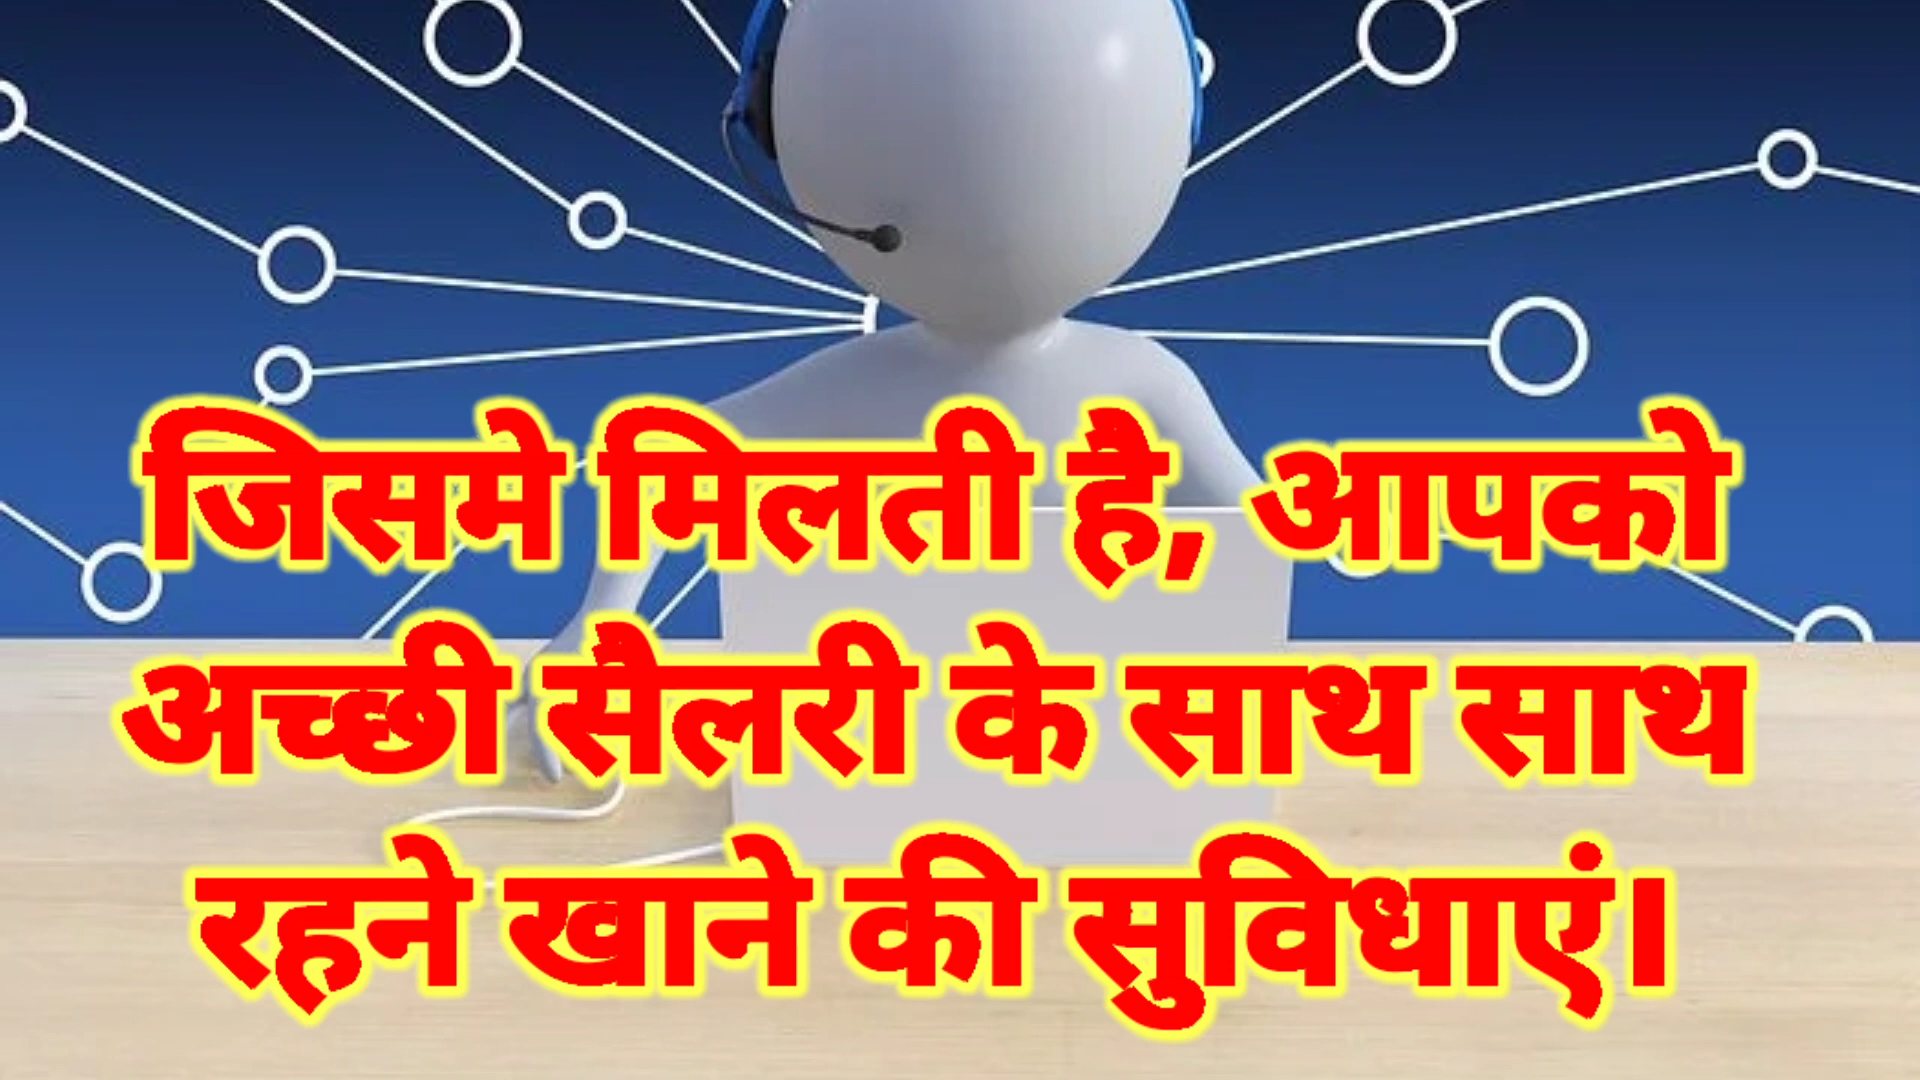 जिसमे मिलती है, आपको
अच्छी सैलरी के साथ साथ
रहने खाने की सुविधाएं।